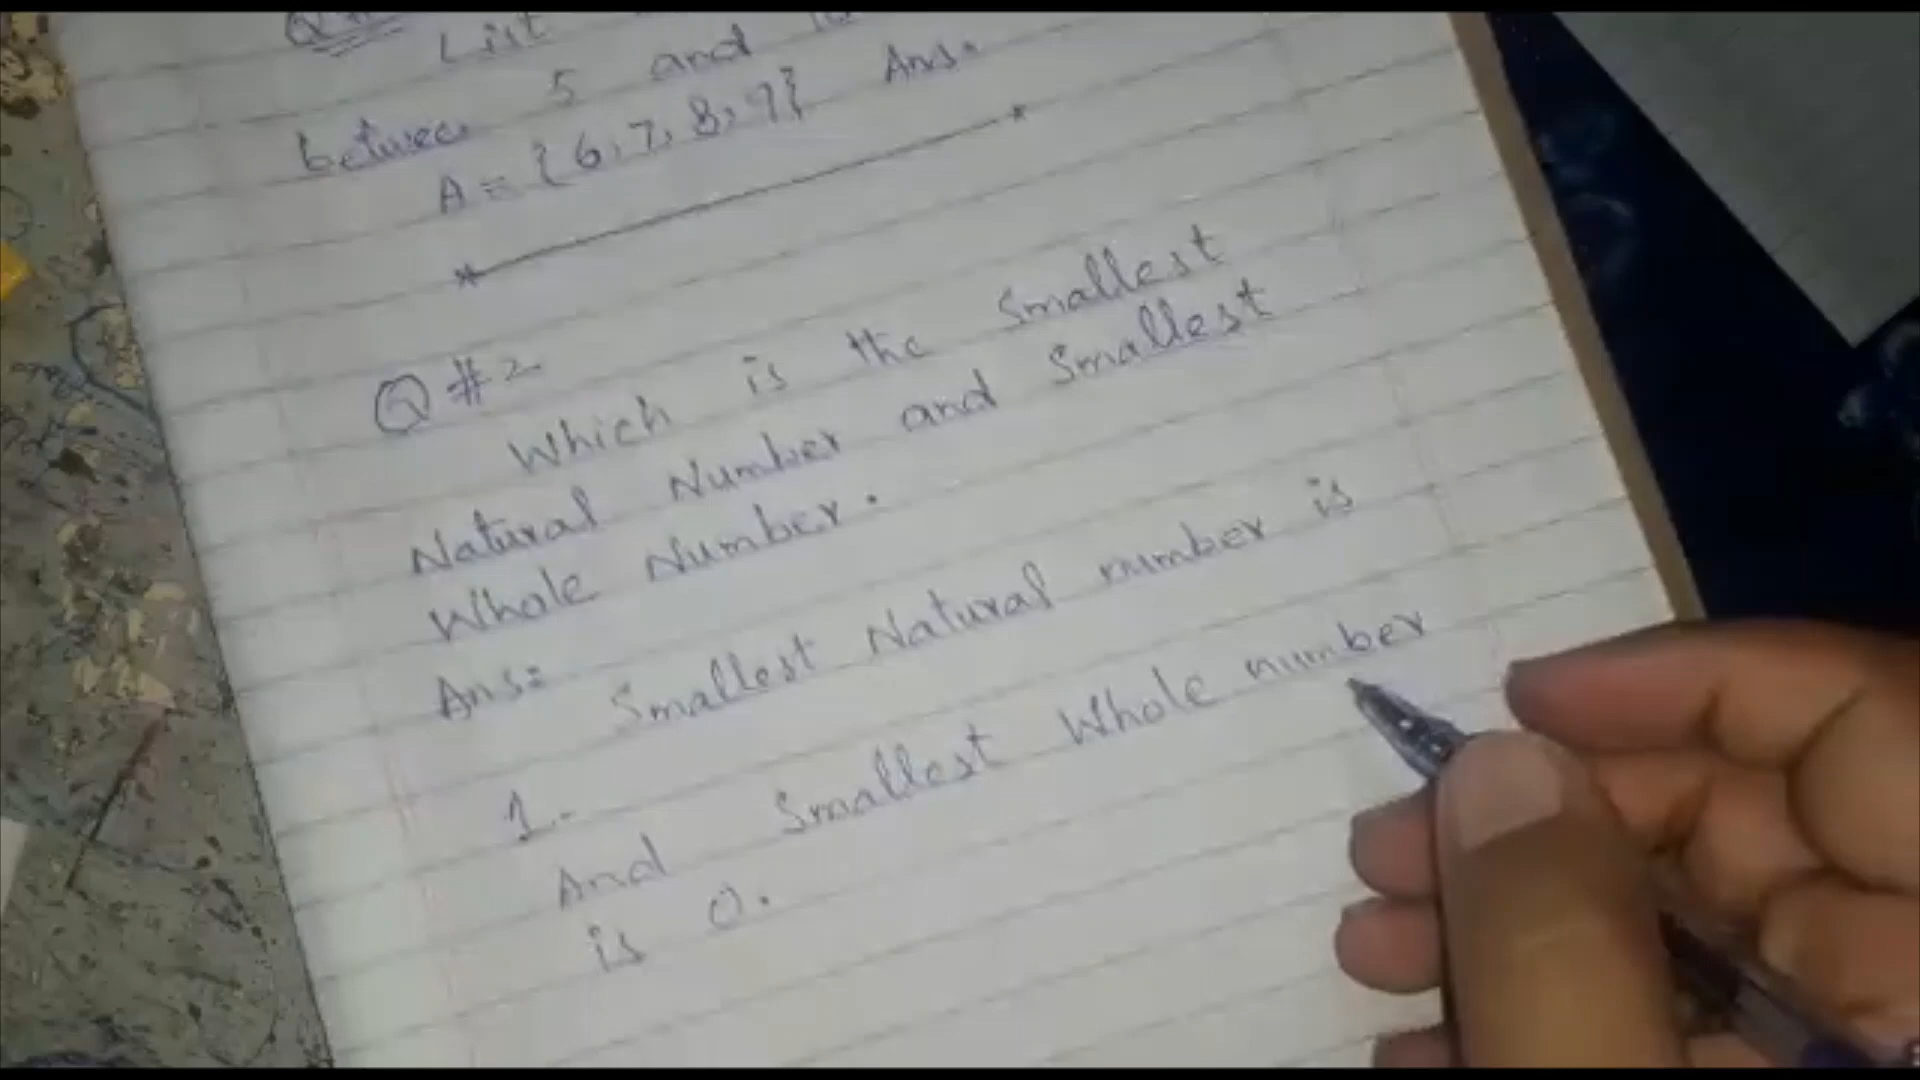 List
between 5 and
A = {6, 7, 8, 9} Ans.
Q #2
Which is the smallest
Natural Number and Smallest
Whole Number.
Ans:
Smallest Natural number is
1.
And Smallest Whole number
is 0.